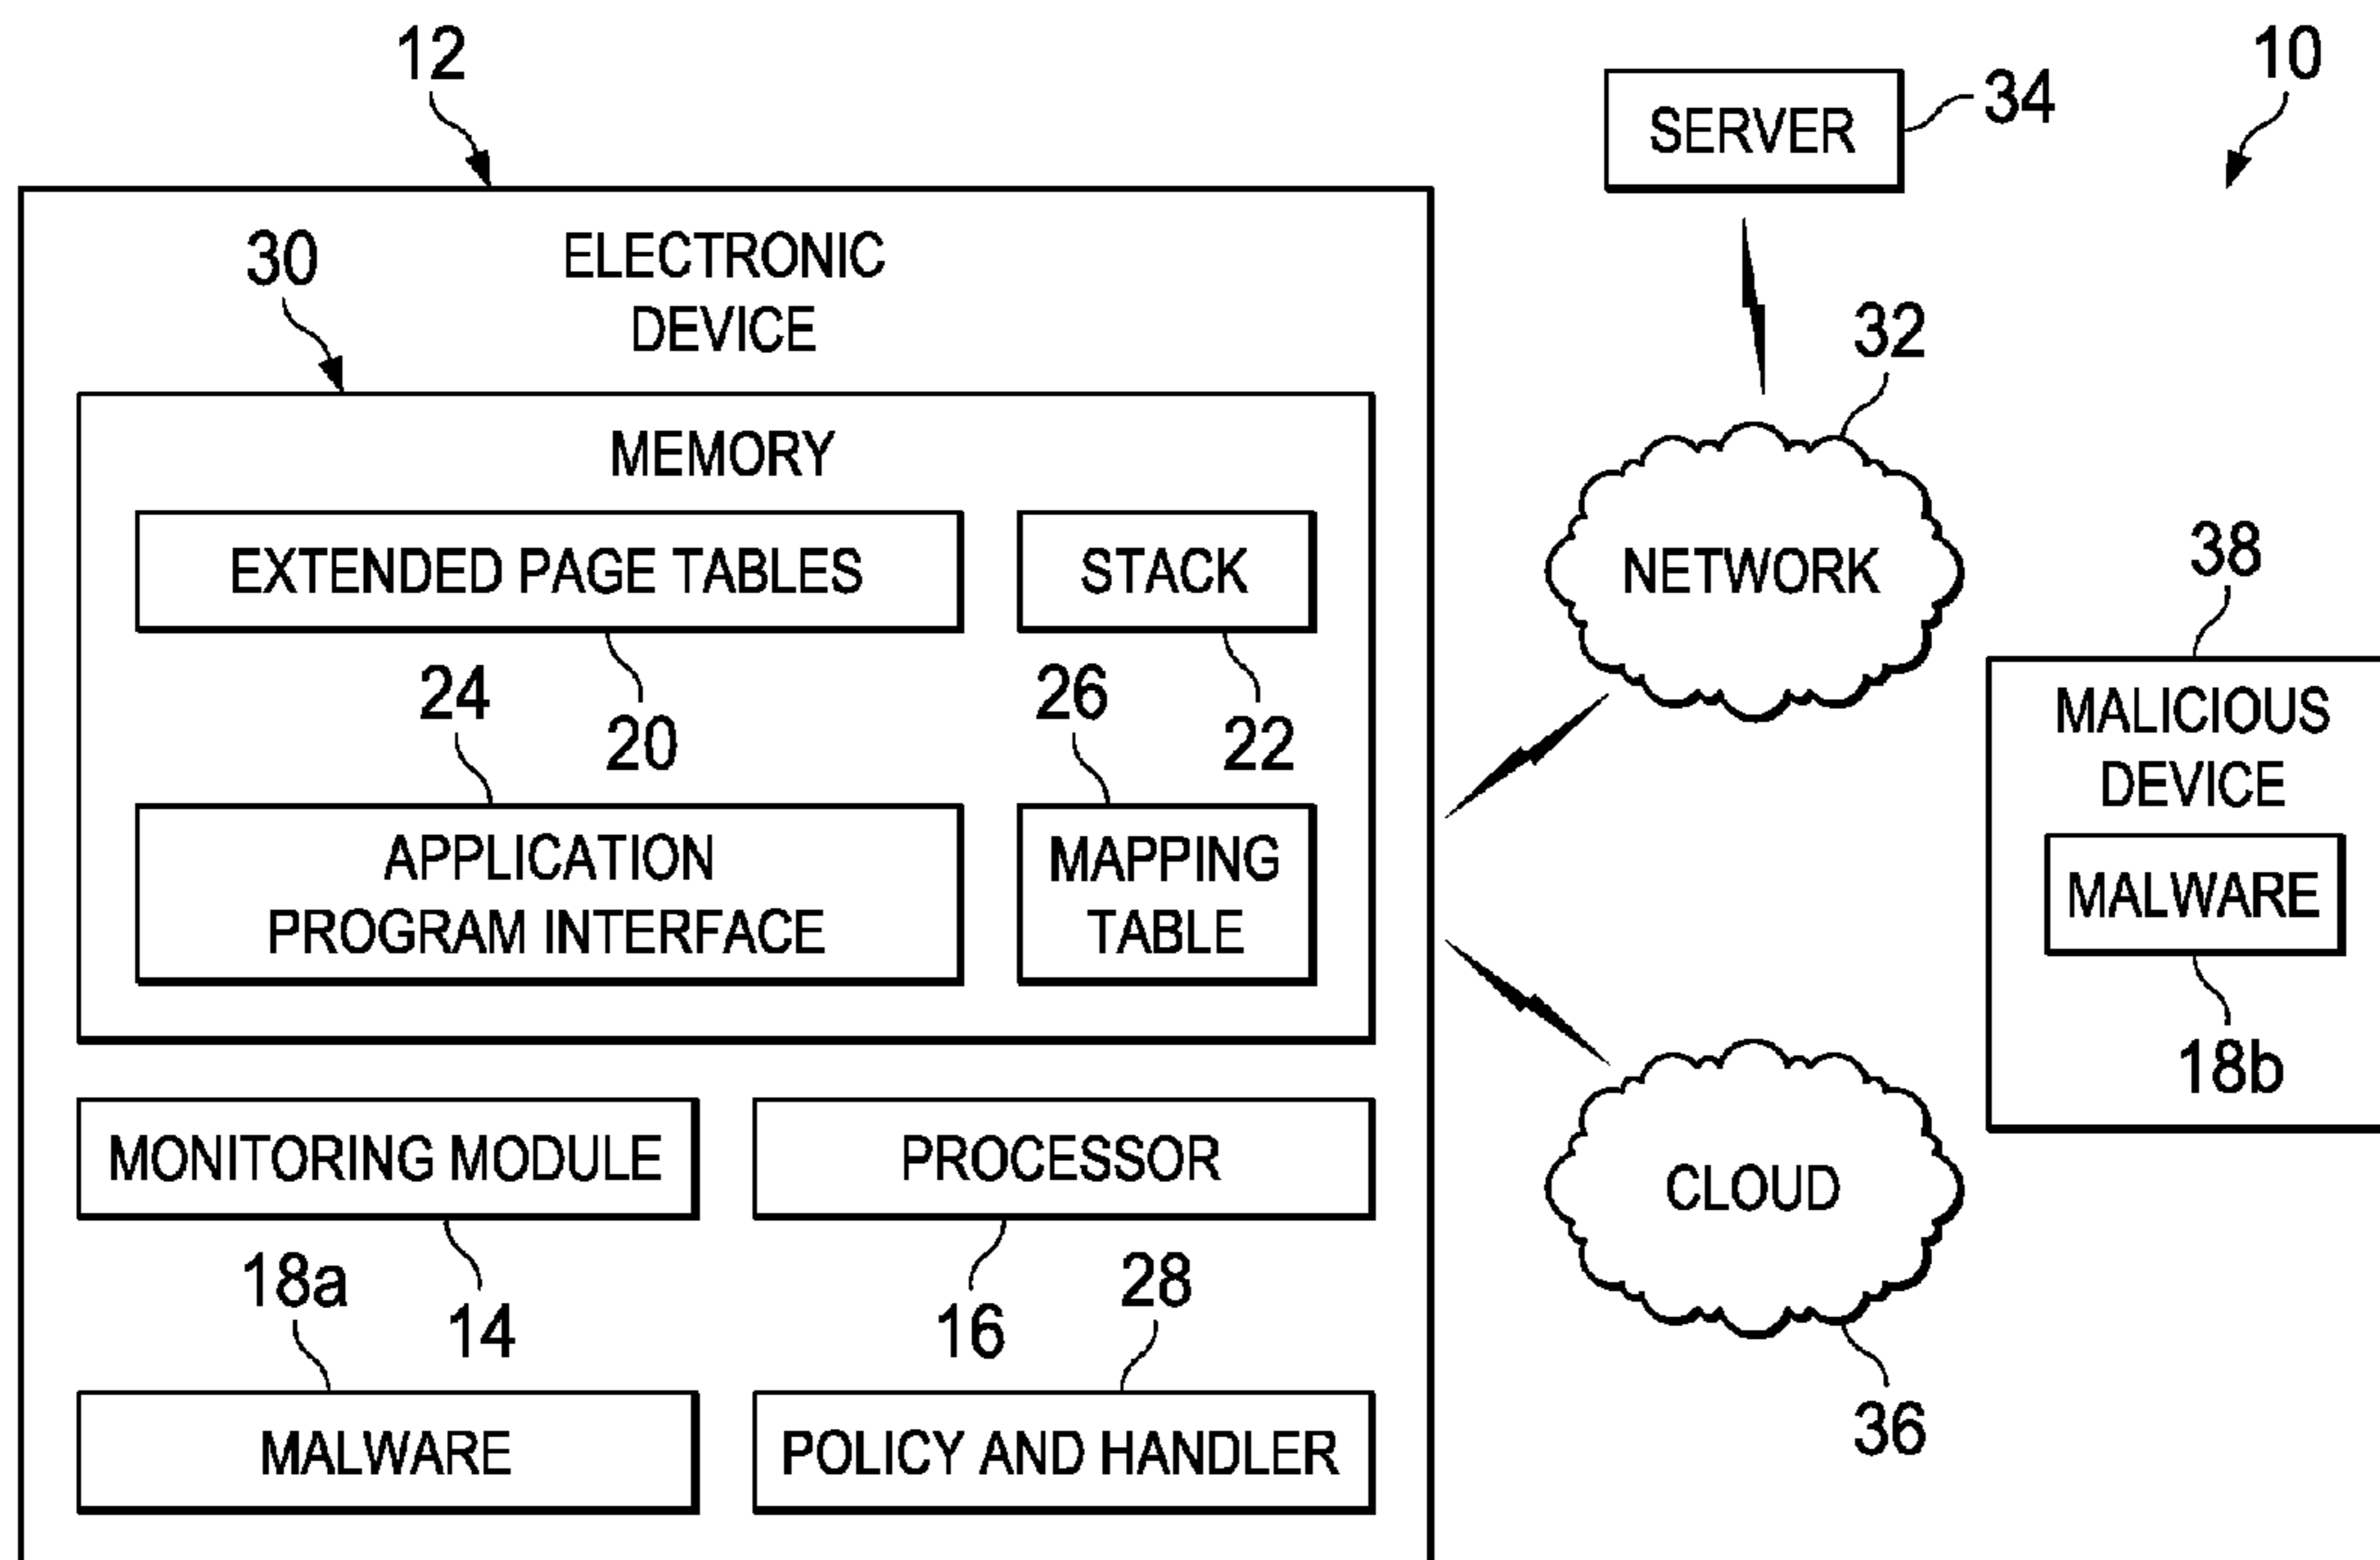 12
SERVER
34
10
30
ELECTRONIC
DEVICE
MEMORY
EXTENDED PAGE TABLES
STACK
24
20
26
22
APPLICATION
PROGRAM INTERFACE
MAPPING
TABLE
MONITORING MODULE
PROCESSOR
18a
14
16
28
MALWARE
POLICY AND HANDLER
32
NETWORK
38
MALICIOUS
DEVICE
MALWARE
18b
CLOUD
36